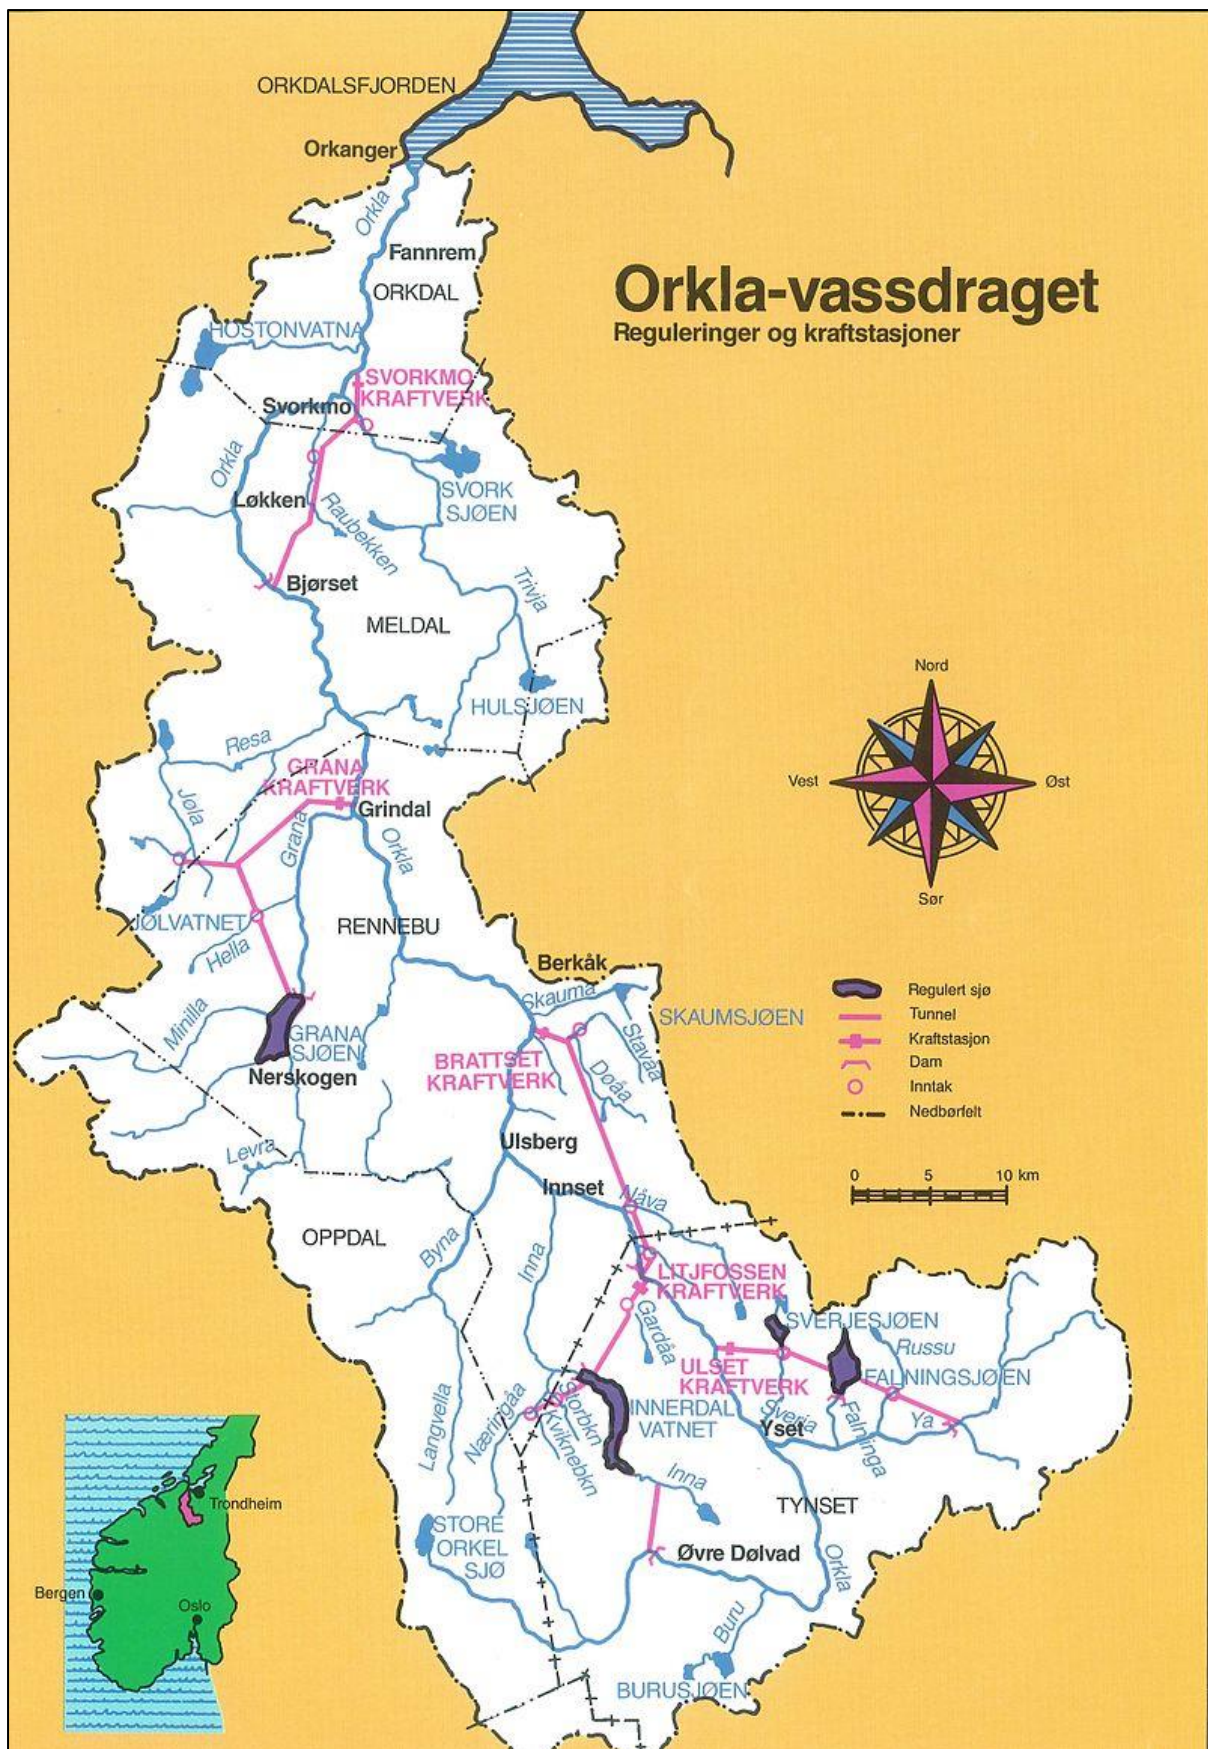 ORKDALSFJORDEN
Orkanger
Orkla
Fannrem
ORKDAL
Orkla-vassdraget
Reguleringer og kraftstasjoner
HOSTONVATNA
SVORKMO
KRAFTVERK
Svorkmo
Orkla
SVORK
SJØEN
Løkken
Raubekken
Bjørset
Trivja
MELDAL
HULSJØEN
Resa
GRANA
KRAFTVERK
Grindal
Jøla
Grana
Orkla
JØLVATNET
RENNEBU
Hella
Berkåk
Skauma
SKAUMSJØEN
Minilla
GRANA
SJØEN
Nerskogen
Stavåa
BRATTSET
KRAFTVERK
Døåa
Ulsberg
Levra
Innset
Nåva
OPPDAL
Byna
Inna
LITJFOSSEN
KRAFTVERK
Gardåa
SVERJESJØEN
Russu
ULSET
KRAFTVERK
FALNINGSJØEN
Langvella
Næringåa
Storbkn
Kviknebkn
INNERDAL
VATNET
Sverja
Yset
Falninga
Ya
Inna
TYNSET
STORE
ORKEL
SJØ
Øvre Dølvad
Orkla
Buru
BURUSJØEN
Nord
Vest
Øst
Sør
Regulert sjø
Tunnel
Kraftstasjon
Dam
Inntak
Nedbørfelt
0 5 10 km
Trondheim
Bergen
Oslo